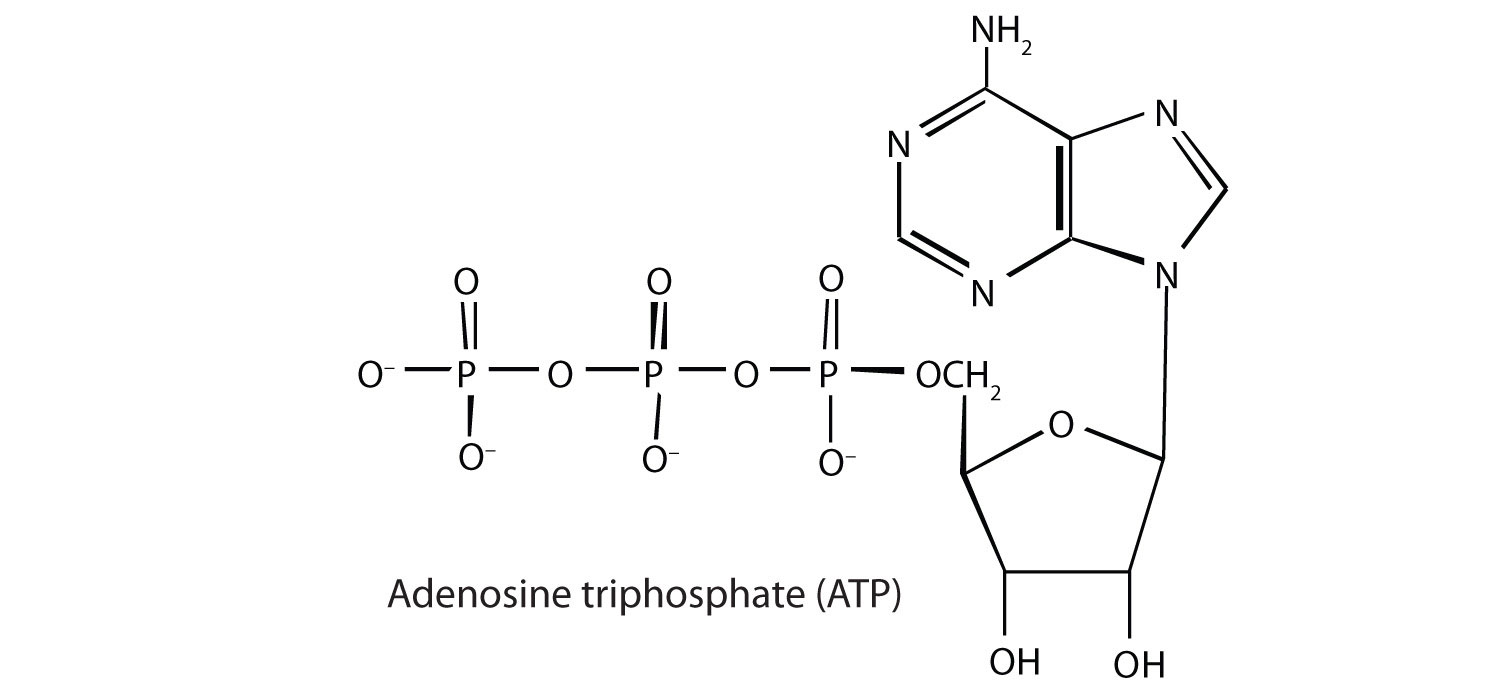 NH₂
N
N
N
N
O O O
O⁻ P O P O P OCH₂
O
O⁻ O⁻ O⁻
Adenosine triphosphate (ATP)
OH OH